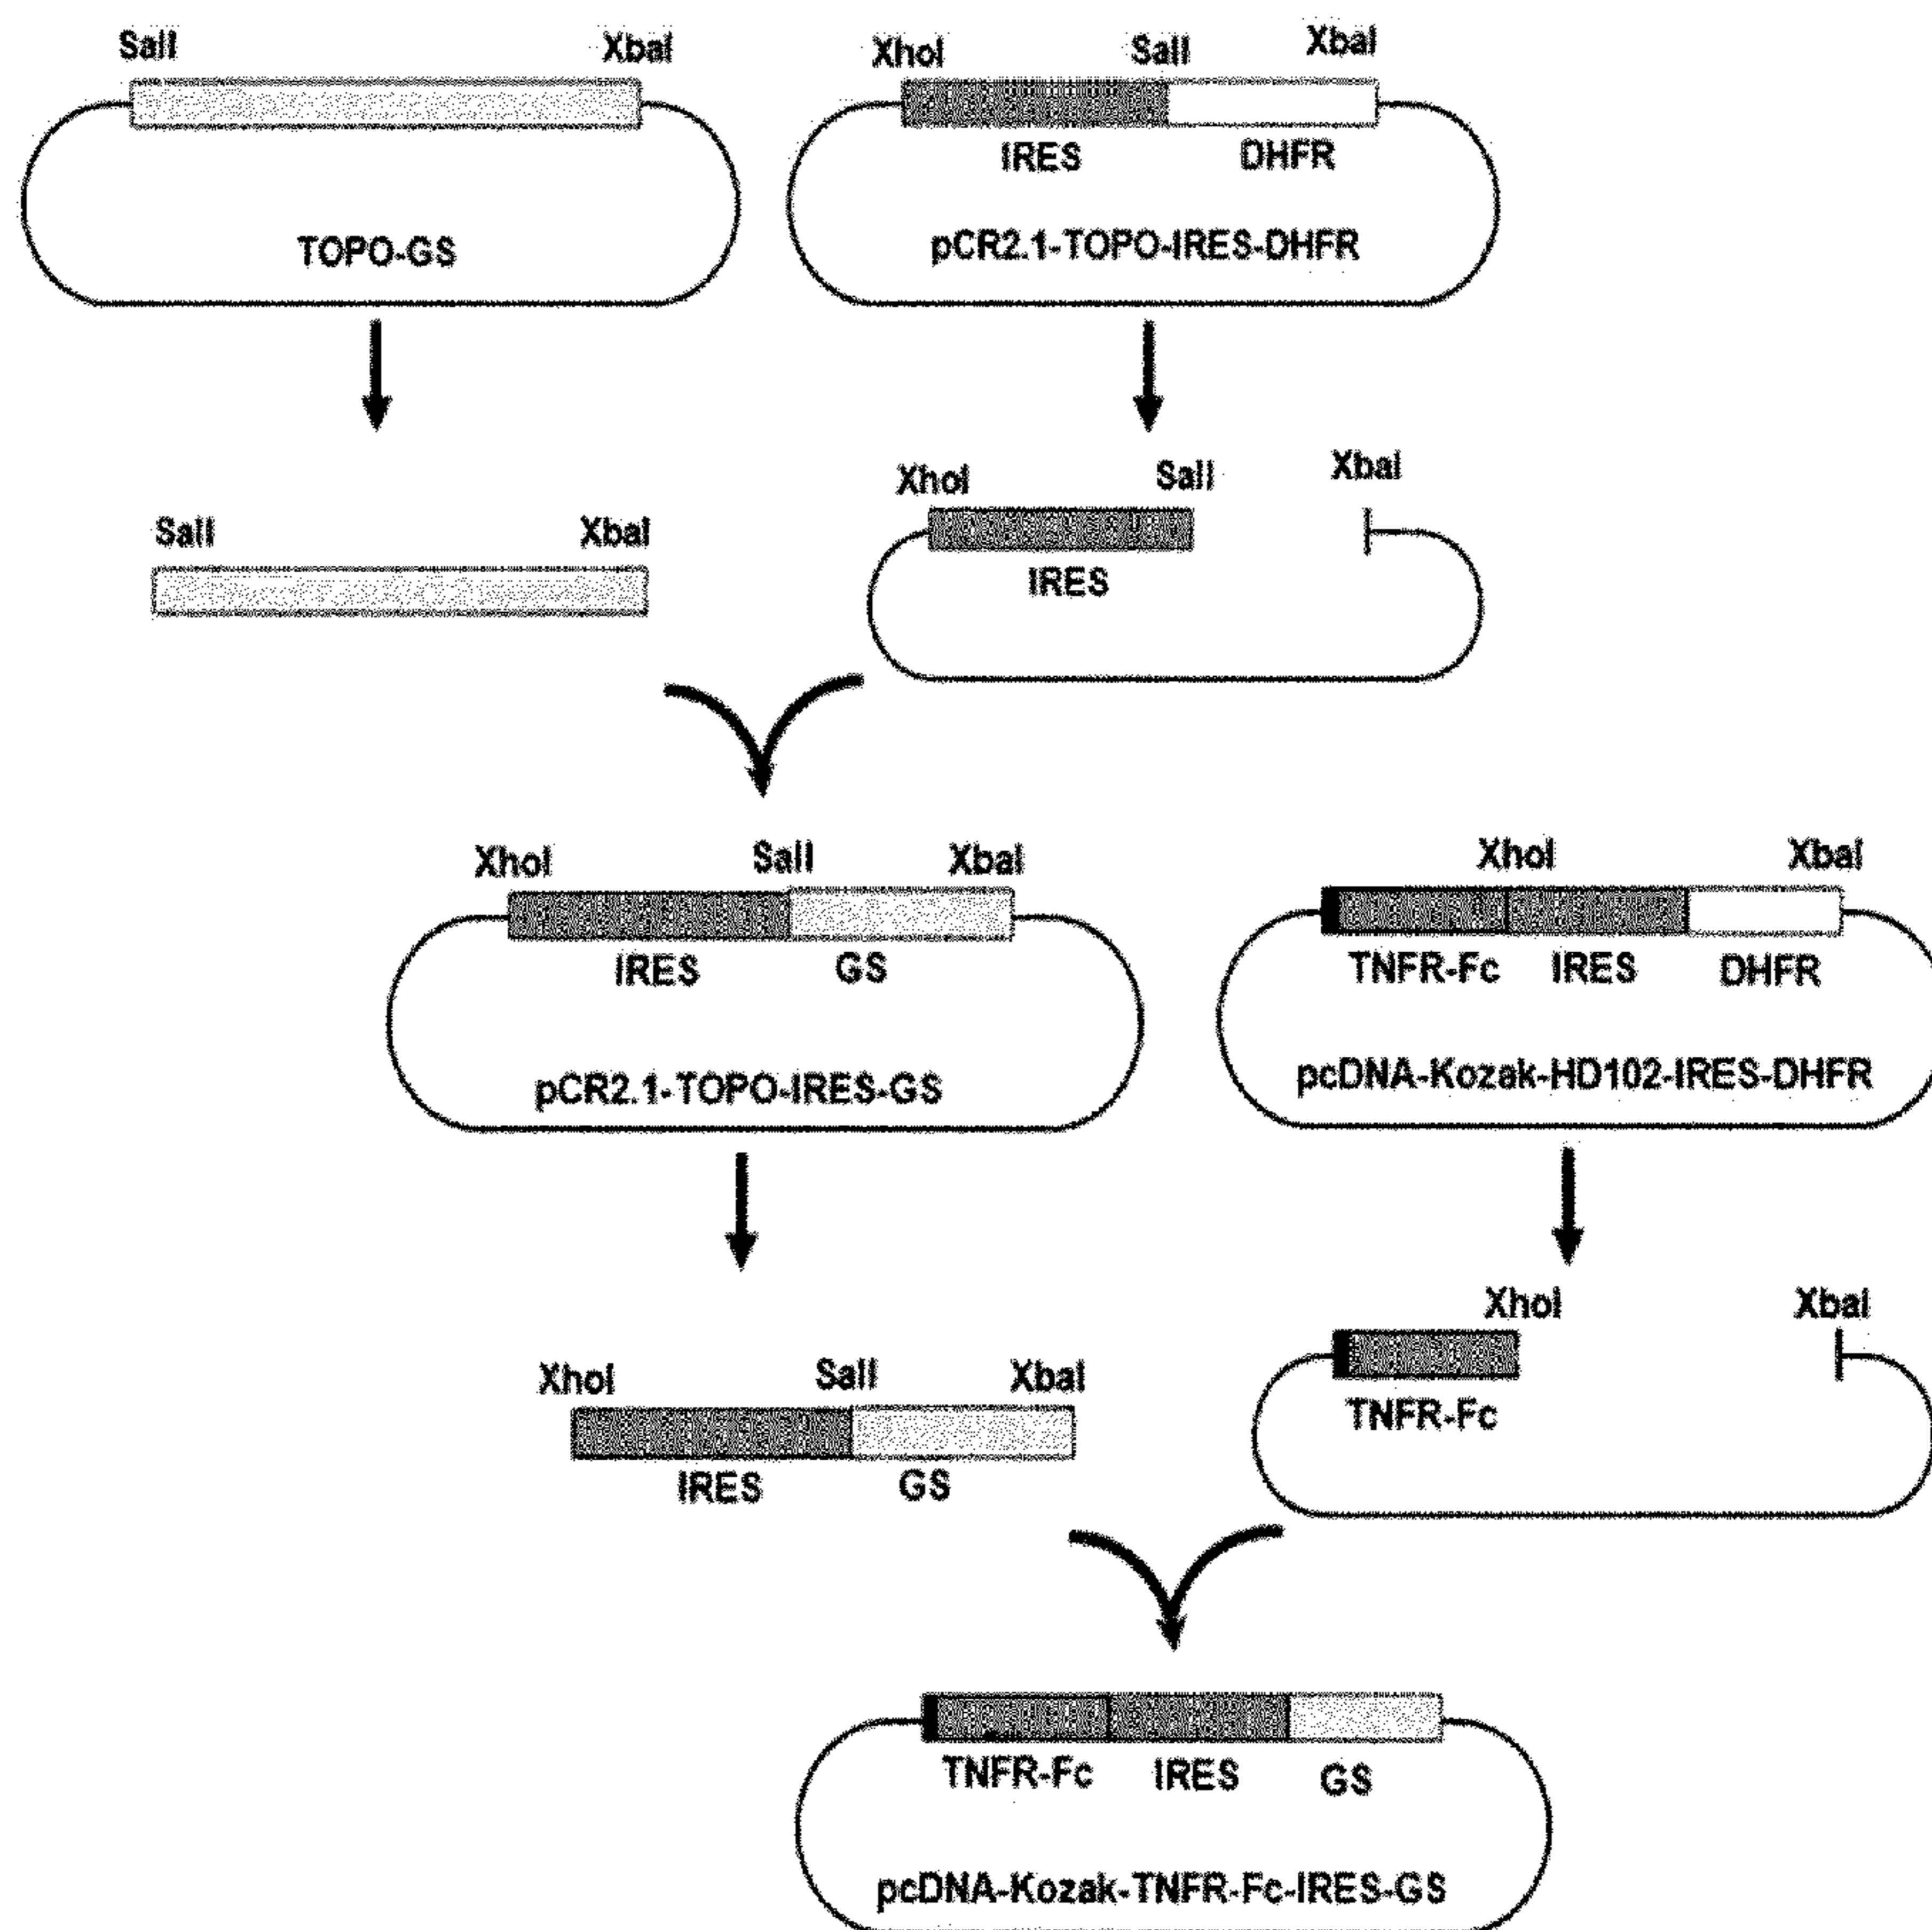 SalI XbaI
XhoI SalI XbaI
IRES DHFR
TOPO-GS
pCR2.1-TOPO-IRES-DHFR
SalI XbaI
XhoI SalI XbaI
IRES
XhoI SalI XbaI
IRES GS
pCR2.1-TOPO-IRES-GS
XhoI XbaI
TNFR-Fc IRES DHFR
pcDNA-Kozak-HD102-IRES-DHFR
XhoI SalI XbaI
IRES GS
XhoI XbaI
TNFR-Fc
TNFR-Fc IRES GS
pcDNA-Kozak-TNFR-Fc-IRES-GS